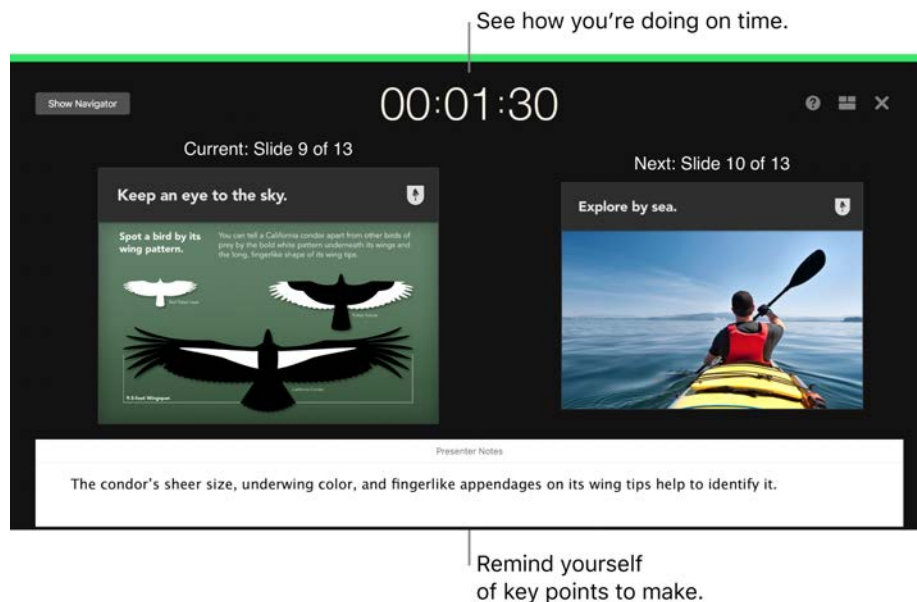 See how you’re doing on time.
Show Navigator
00:01:30
?
Current: Slide 9 of 13
Next: Slide 10 of 13
Keep an eye to the sky.
Explore by sea.
Spot a bird by its
wing pattern.
You can tell a California condor apart from other birds of
prey by the bold white pattern underneath its wings and
the long, fingerlike shape of its wing tips.
California Condor
Presenter Notes
The condor’s sheer size, underwing color, and fingerlike appendages on its wing tips help to identify it.
Remind yourself
of key points to make.